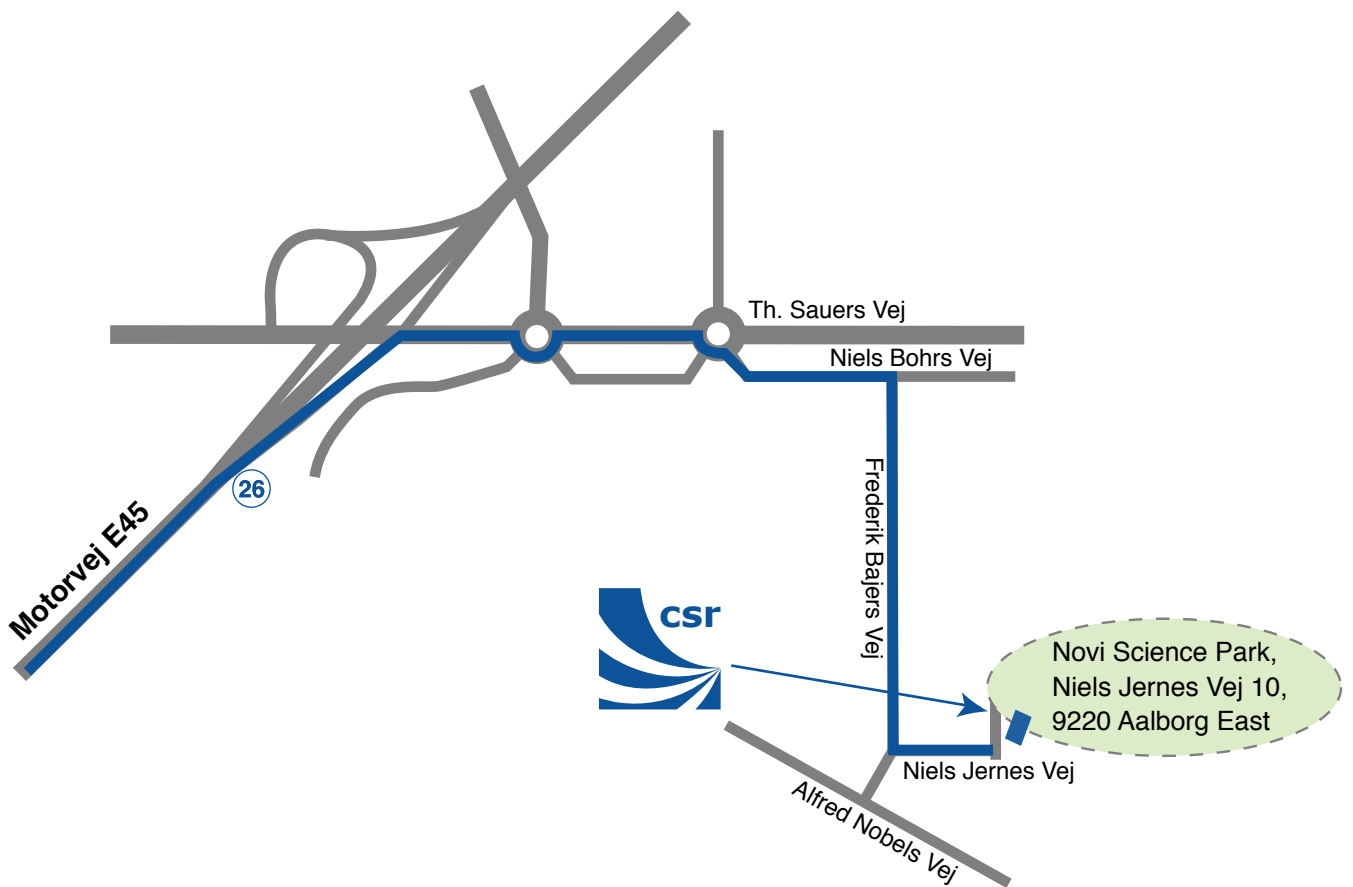 Th. Sauers Vej
Niels Bohrs Vej
26
Motorvej E45
Frederik Bajers Vej
csr
Novi Science Park,
Niels Jernes Vej 10,
9220 Aalborg East
Niels Jernes Vej
Alfred Nobels Vej